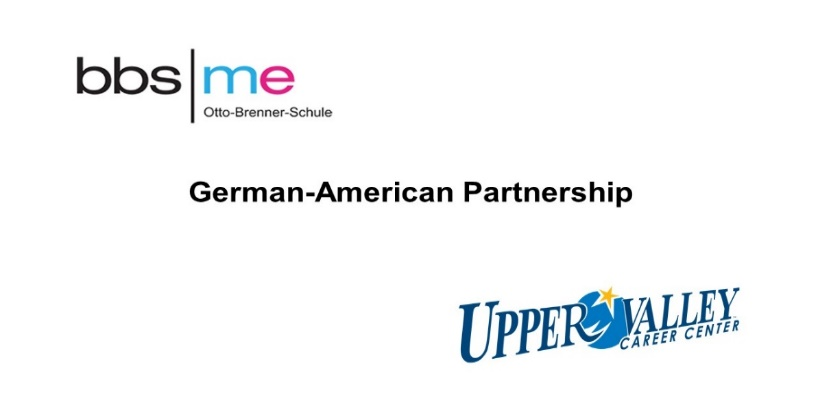 bbs|me
Otto-Brenner-Schule
German-American Partnership
UPPER VALLEY
CAREER CENTER